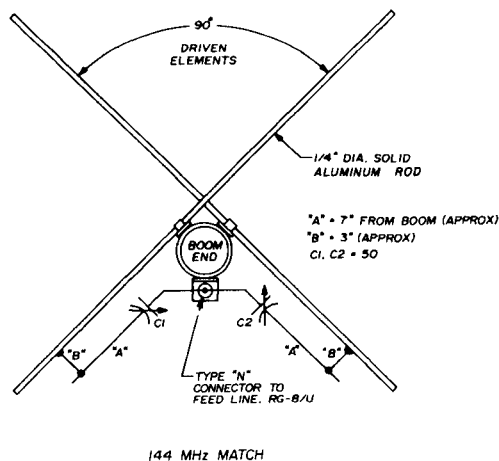 90°
DRIVEN
ELEMENTS
1/4" DIA. SOLID
ALUMINUM ROD
"A" = 7" FROM BOOM (APPROX)
"B" = 3" (APPROX)
C1, C2 = 50
BOOM
END
C1
C2
"B"
"A"
"A"
"B"
TYPE "N"
CONNECTOR TO
FEED LINE, RG-8/U
144 MHz MATCH